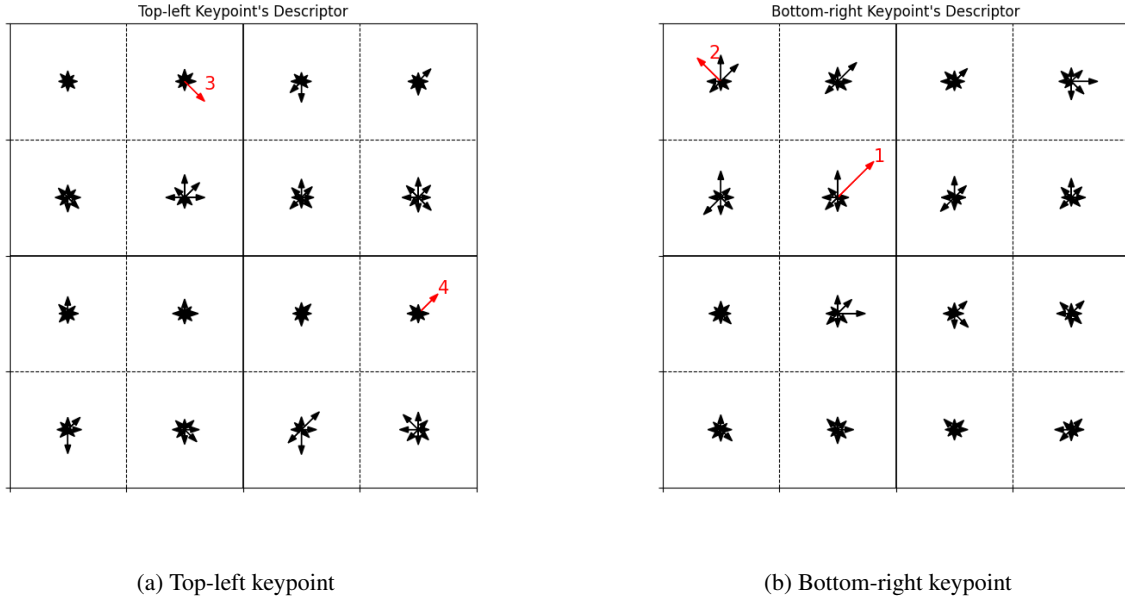 Top-left Keypoint's Descriptor
3
4
(a) Top-left keypoint
Bottom-right Keypoint's Descriptor
2
1
(b) Bottom-right keypoint